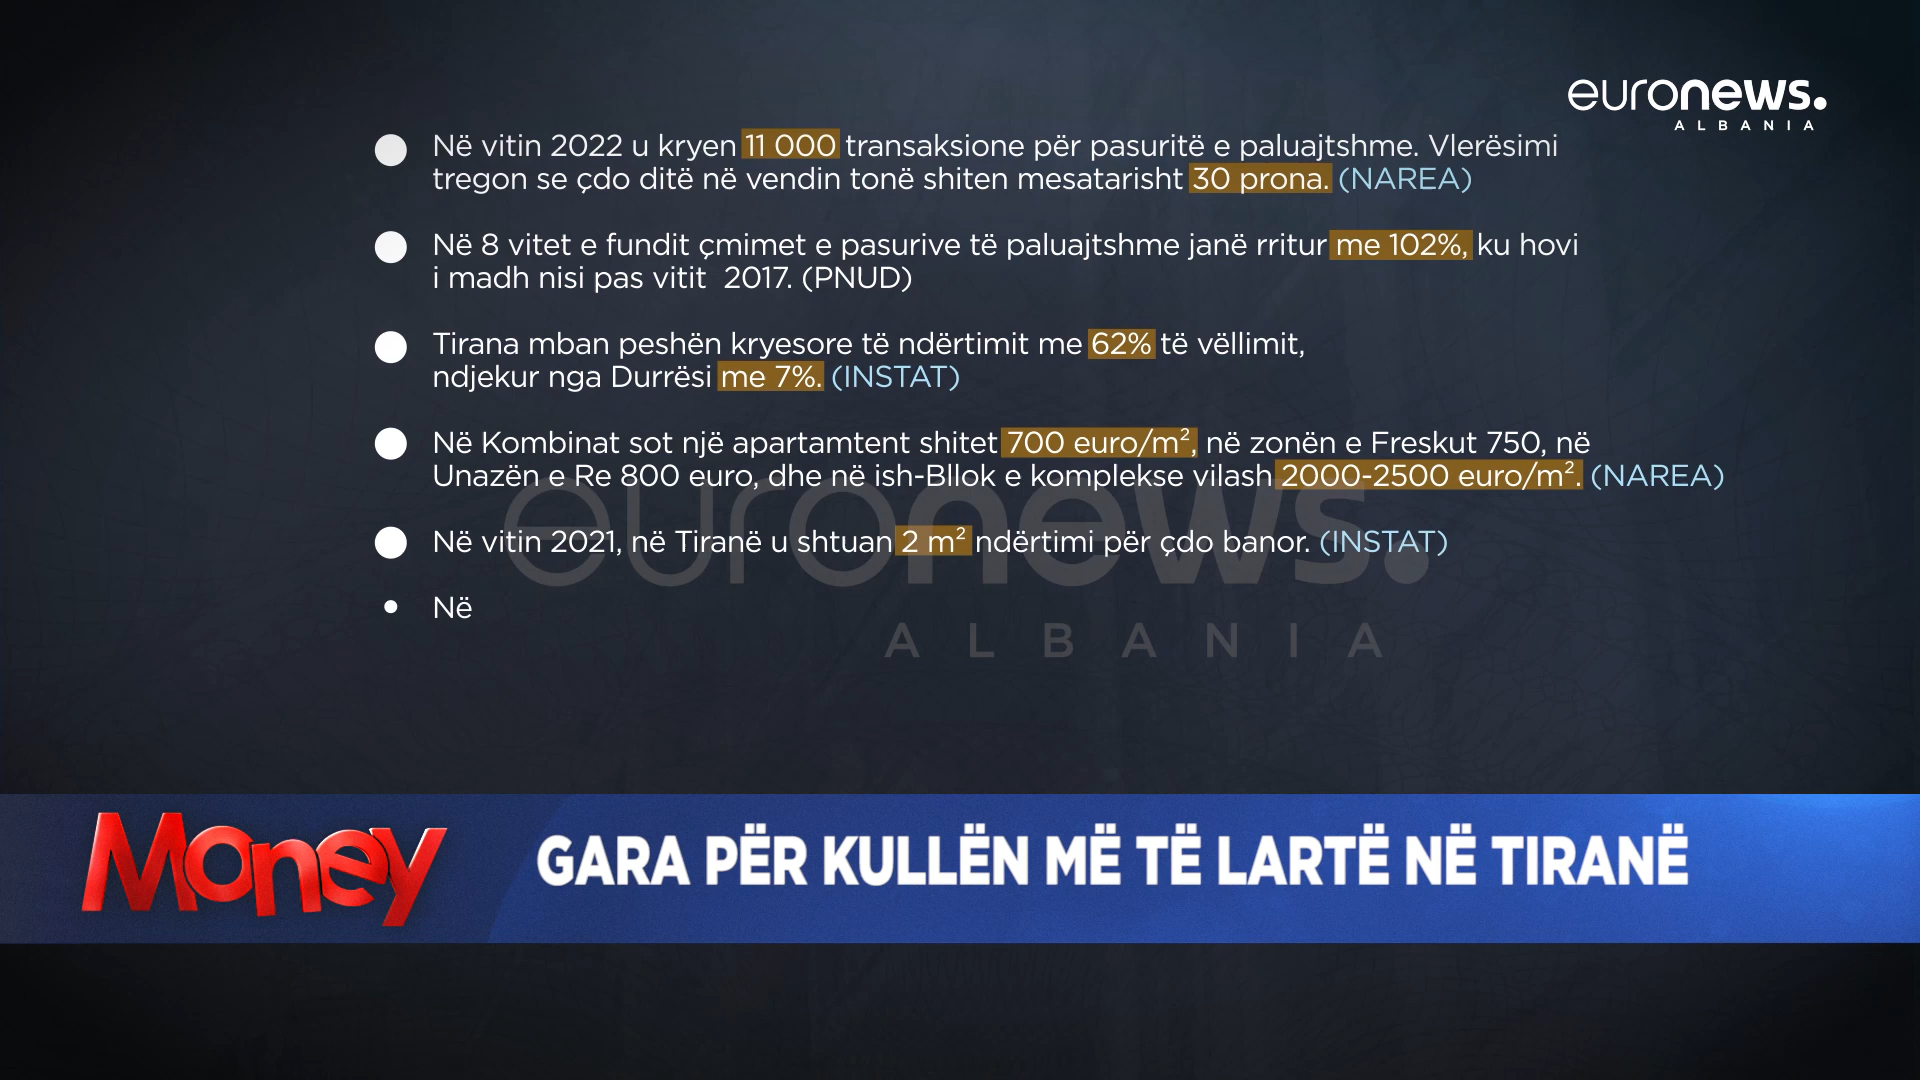 euronews.
ALBANIA
Në vitin 2022 u kryen 11 000 transaksione për pasuritë e paluajtshme. Vlerësimi
tregon se çdo ditë në vendin tonë shiten mesatarisht 30 prona. (NAREA)
Në 8 vitet e fundit çmimet e pasurive të paluajtshme janë rritur me 102%, ku hovi
i madh nisi pas vitit  2017. (PNUD)
Tirana mban peshën kryesore të ndërtimit me 62% të vëllimit,
ndjekur nga Durrësi me 7%. (INSTAT)
Në Kombinat sot një apartamtent shitet 700 euro/m², në zonën e Freskut 750, në
Unazën e Re 800 euro, dhe në ish-Bllok e komplekse vilash 2000-2500 euro/m². (NAREA)
Në vitin 2021, në Tiranë u shtuan 2 m² ndërtimi për çdo banor. (INSTAT)
Në
euronews.
ALBANIA
Money
GARA PËR KULLËN MË TË LARTË NË TIRANË